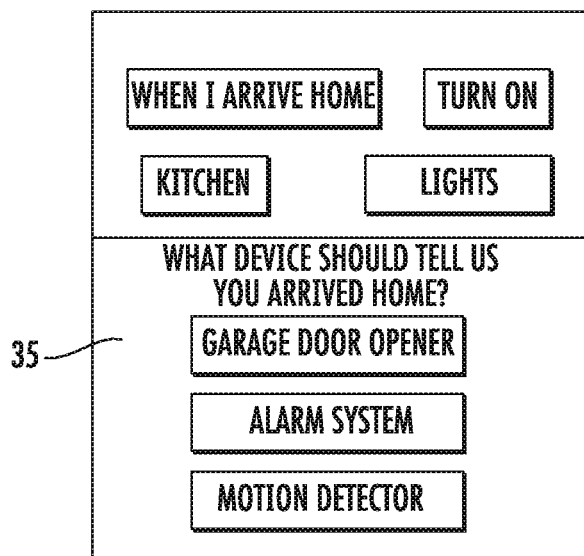 WHEN I ARRIVE HOME TURN ON
KITCHEN LIGHTS
WHAT DEVICE SHOULD TELL US
YOU ARRIVED HOME?
35
GARAGE DOOR OPENER
ALARM SYSTEM
MOTION DETECTOR